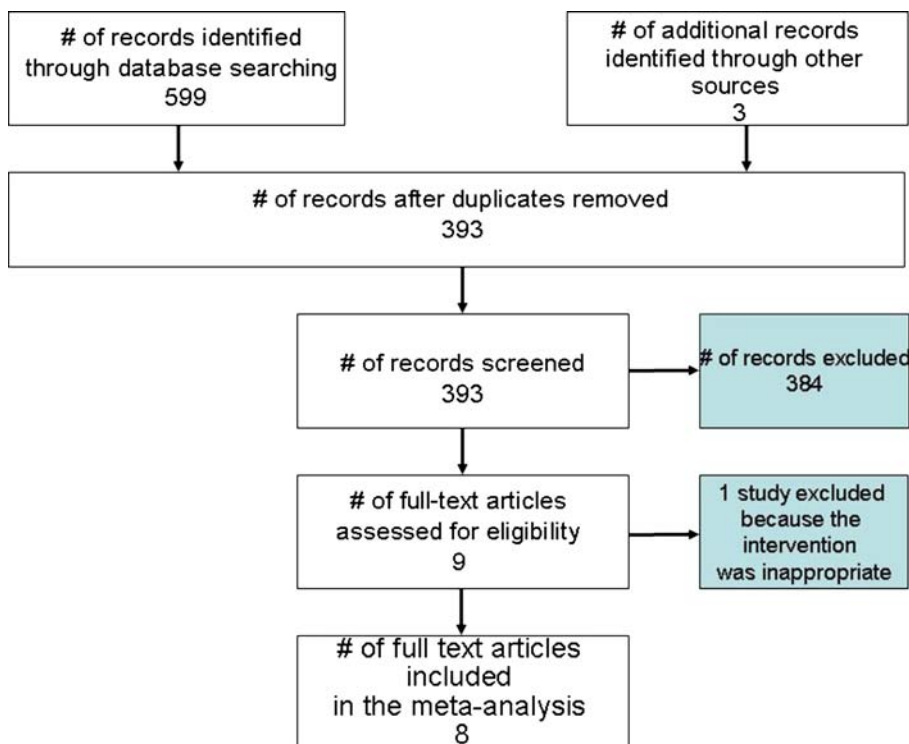 # of records identified
through database searching
599
# of additional records
identified through other
sources
3
# of records after duplicates removed
393
# of records screened
393
# of records excluded
384
# of full-text articles
assessed for eligibility
9
1 study excluded
because the
intervention
was inappropriate
# of full text articles
included
in the meta-analysis
8